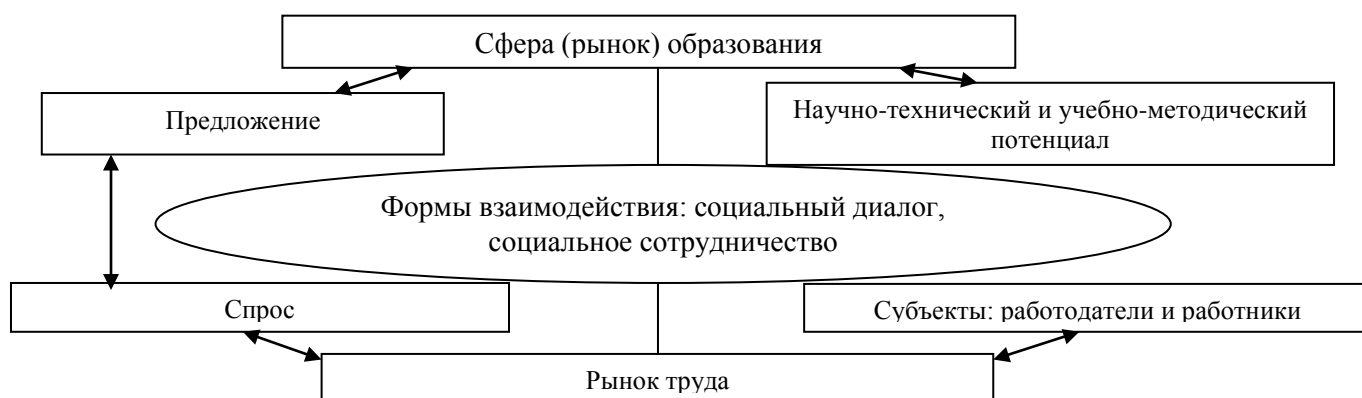 Сфера (рынок) образования
Предложение
Научно-технический и учебно-методический
потенциал
Формы взаимодействия: социальный диалог,
социальное сотрудничество
Спрос
Субъекты: работодатели и работники
Рынок труда